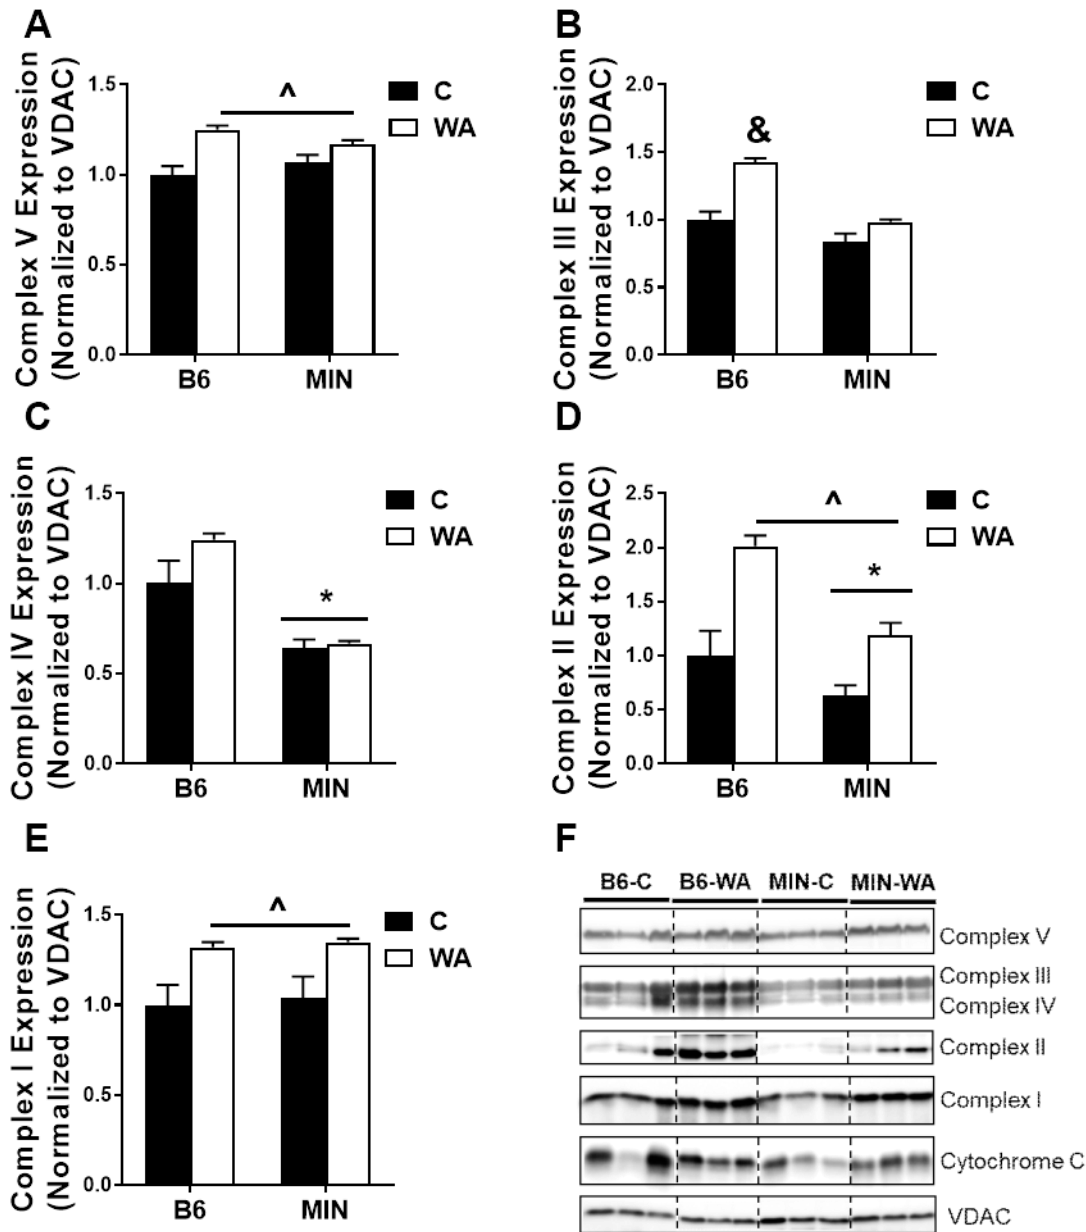 A
Complex V Expression
(Normalized to VDAC)
1.5
1.0
0.5
0.0
^
C
WA
B6
MIN
B
Complex III Expression
(Normalized to VDAC)
2.0
1.5
1.0
0.5
0.0
&
C
WA
B6
MIN
C
Complex IV Expression
(Normalized to VDAC)
1.5
1.0
0.5
0.0
*
C
WA
B6
MIN
D
Complex II Expression
(Normalized to VDAC)
2.5
2.0
1.5
1.0
0.5
0.0
^
*
C
WA
B6
MIN
E
Complex I Expression
(Normalized to VDAC)
1.5
1.0
0.5
0.0
^
C
WA
B6
MIN
F
B6-C B6-WA MIN-C MIN-WA
Complex V
Complex III
Complex IV
Complex II
Complex I
Cytochrome C
VDAC